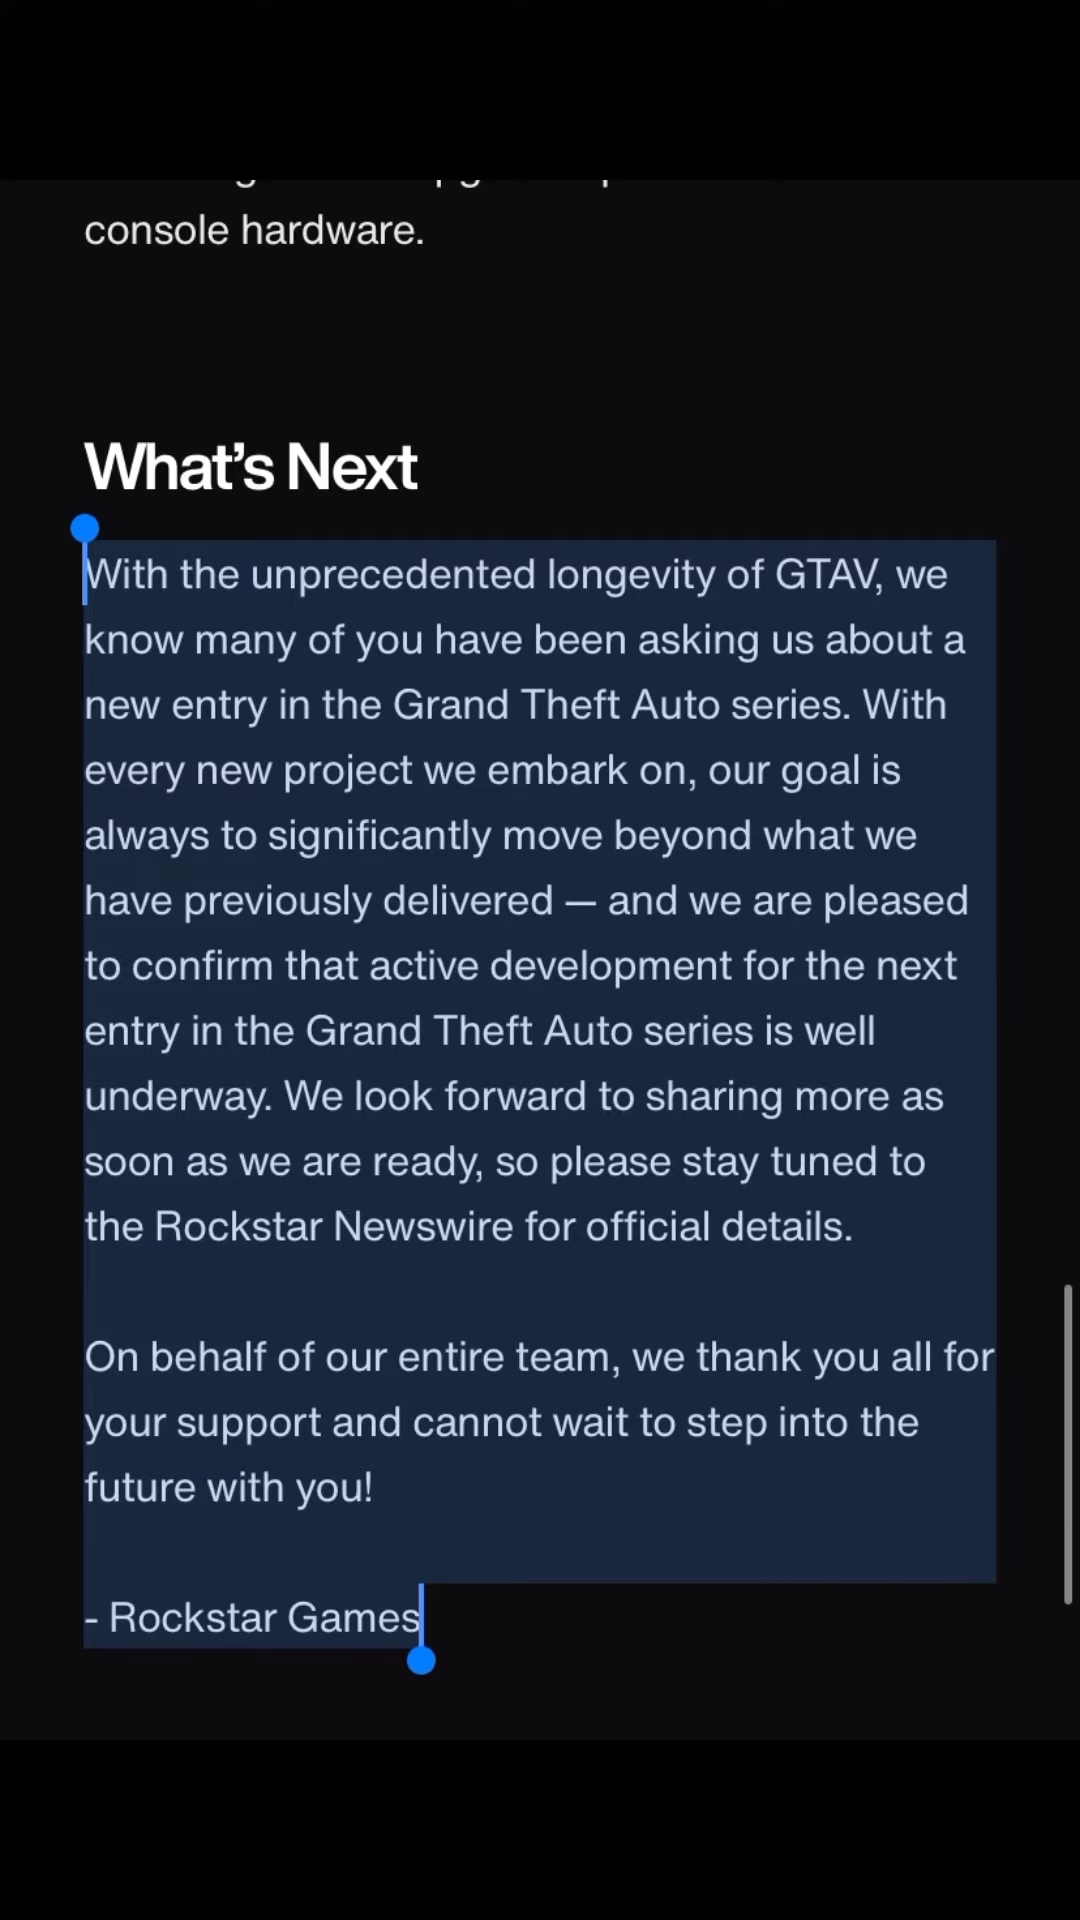 console hardware.
What’s Next
With the unprecedented longevity of GTAV, we
know many of you have been asking us about a
new entry in the Grand Theft Auto series. With
every new project we embark on, our goal is
always to significantly move beyond what we
have previously delivered — and we are pleased
to confirm that active development for the next
entry in the Grand Theft Auto series is well
underway. We look forward to sharing more as
soon as we are ready, so please stay tuned to
the Rockstar Newswire for official details.
On behalf of our entire team, we thank you all for
your support and cannot wait to step into the
future with you!
- Rockstar Games